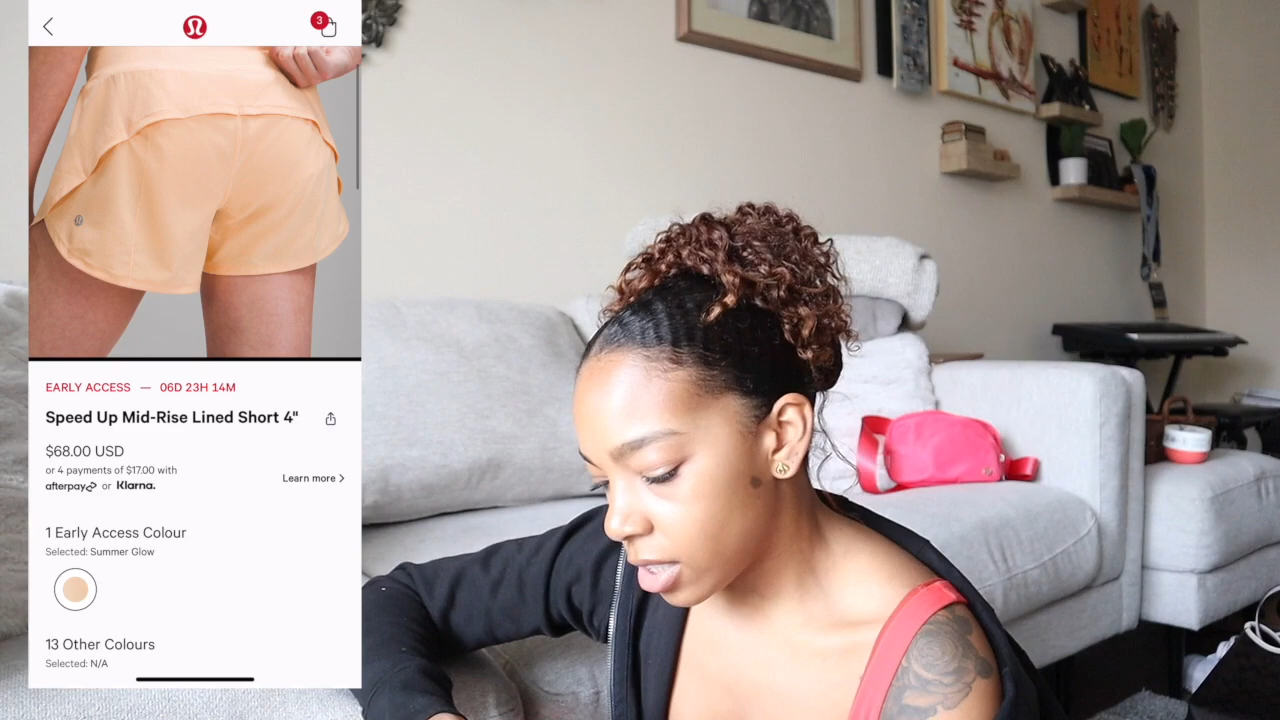 3
EARLY ACCESS — 06D 23H 14M
Speed Up Mid-Rise Lined Short 4"
$68.00 USD
or 4 payments of $17.00 with
afterpay or Klarna.
Learn more
1 Early Access Colour
Selected: Summer Glow
13 Other Colours
Selected: N/A